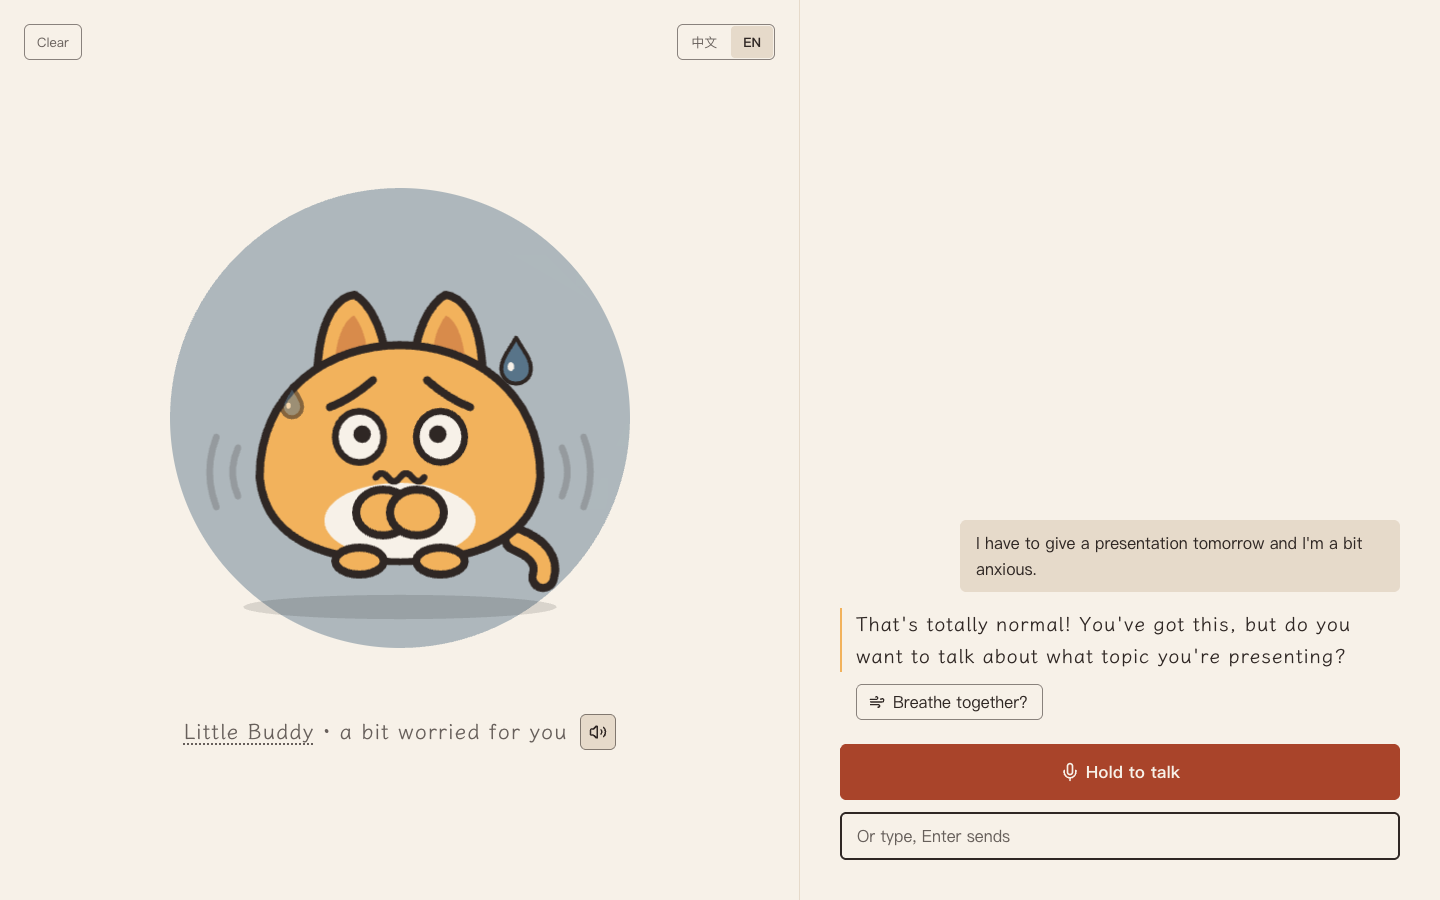 Clear
中文 EN
I have to give a presentation tomorrow and I'm a bit
anxious.
That's totally normal! You've got this, but do you
want to talk about what topic you're presenting?
Breathe together?
Little Buddy • a bit worried for you
Hold to talk
Or type, Enter sends